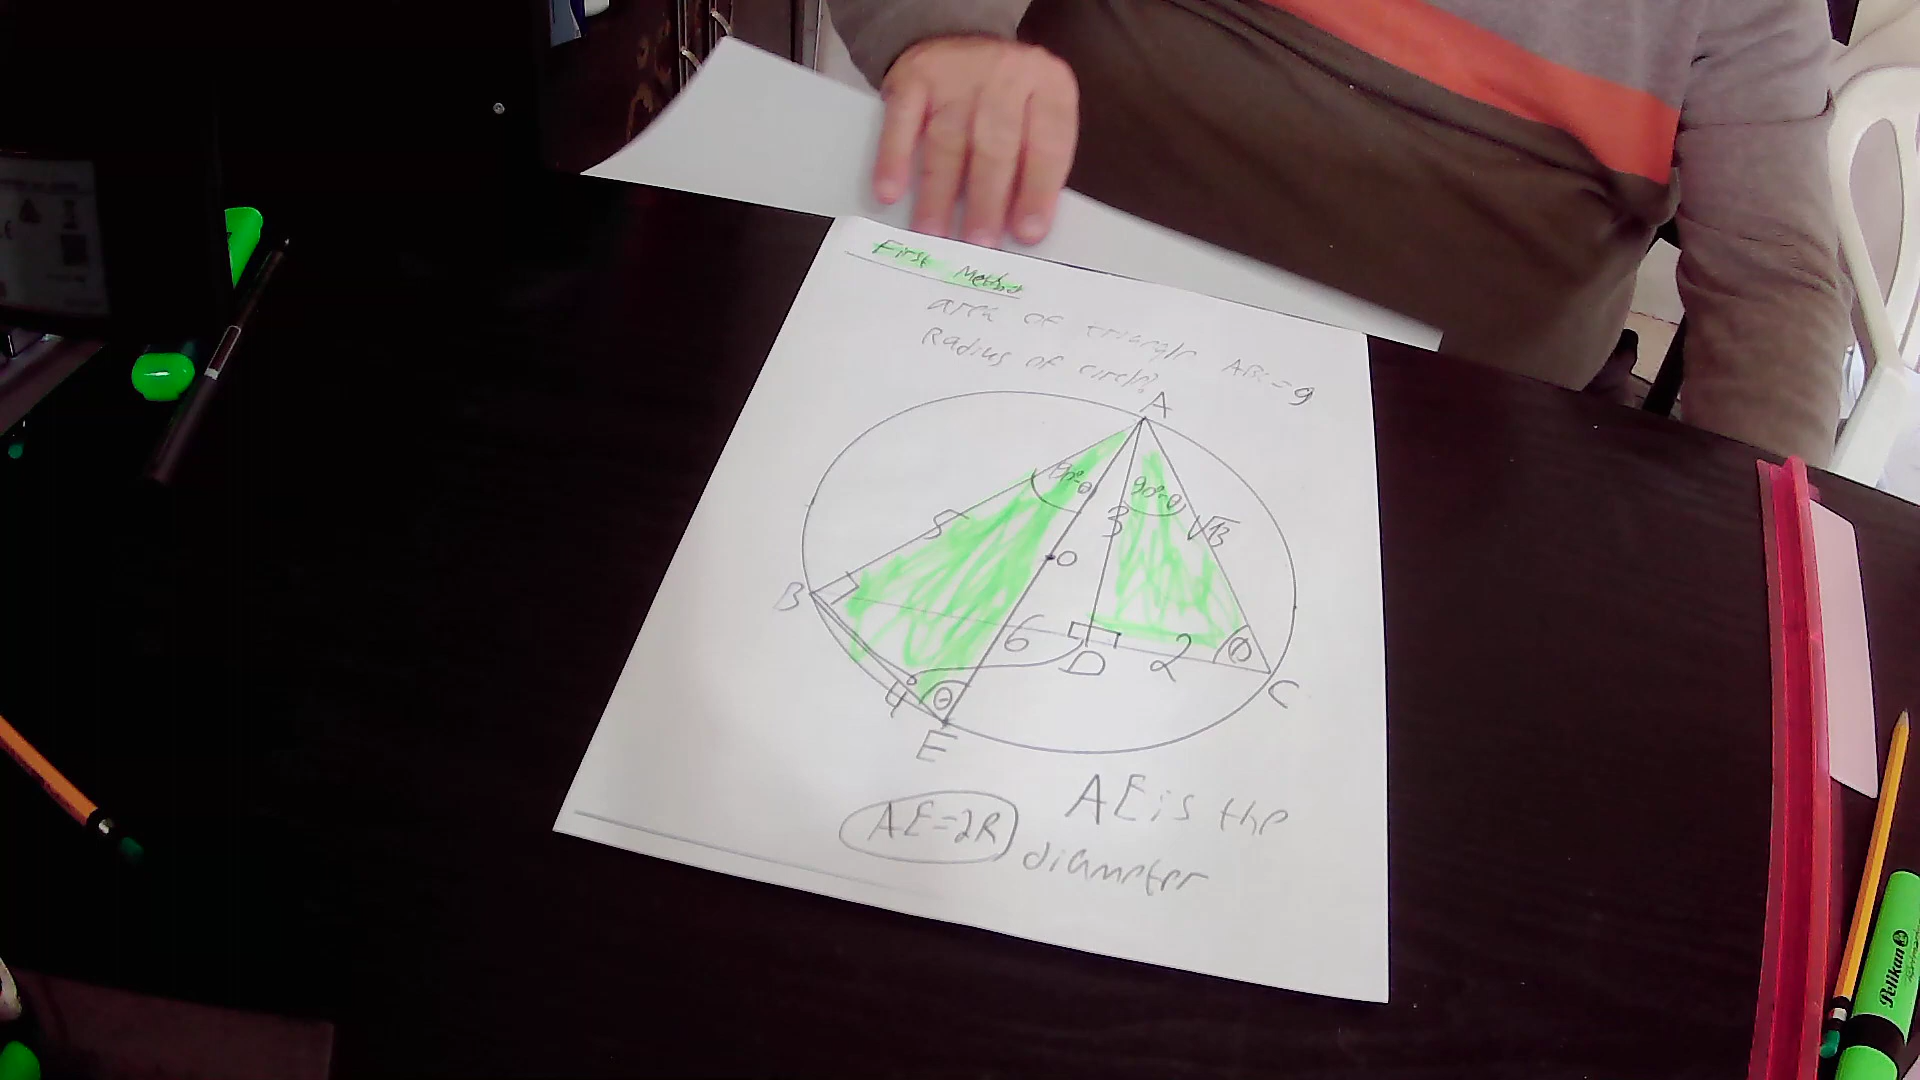 First Method
area of triangle ABC=9
Radius of circle?
A
90°-θ
90°-θ
5
3
√13
O
B
6
D
2
θ
C
4
θ
E
AE is the
diameter
AE=2R
Pelikan